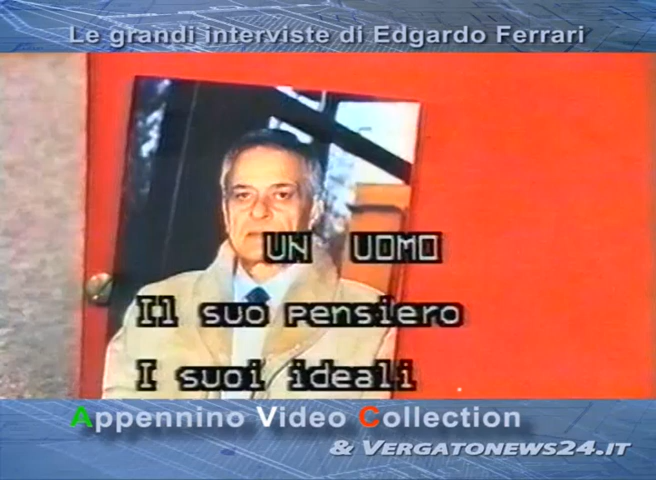 Le grandi interviste di Edgardo Ferrari
UN UOMO
Il suo pensiero
I suoi ideali
Appennino Video Collection
& VERGATONEWS24.IT